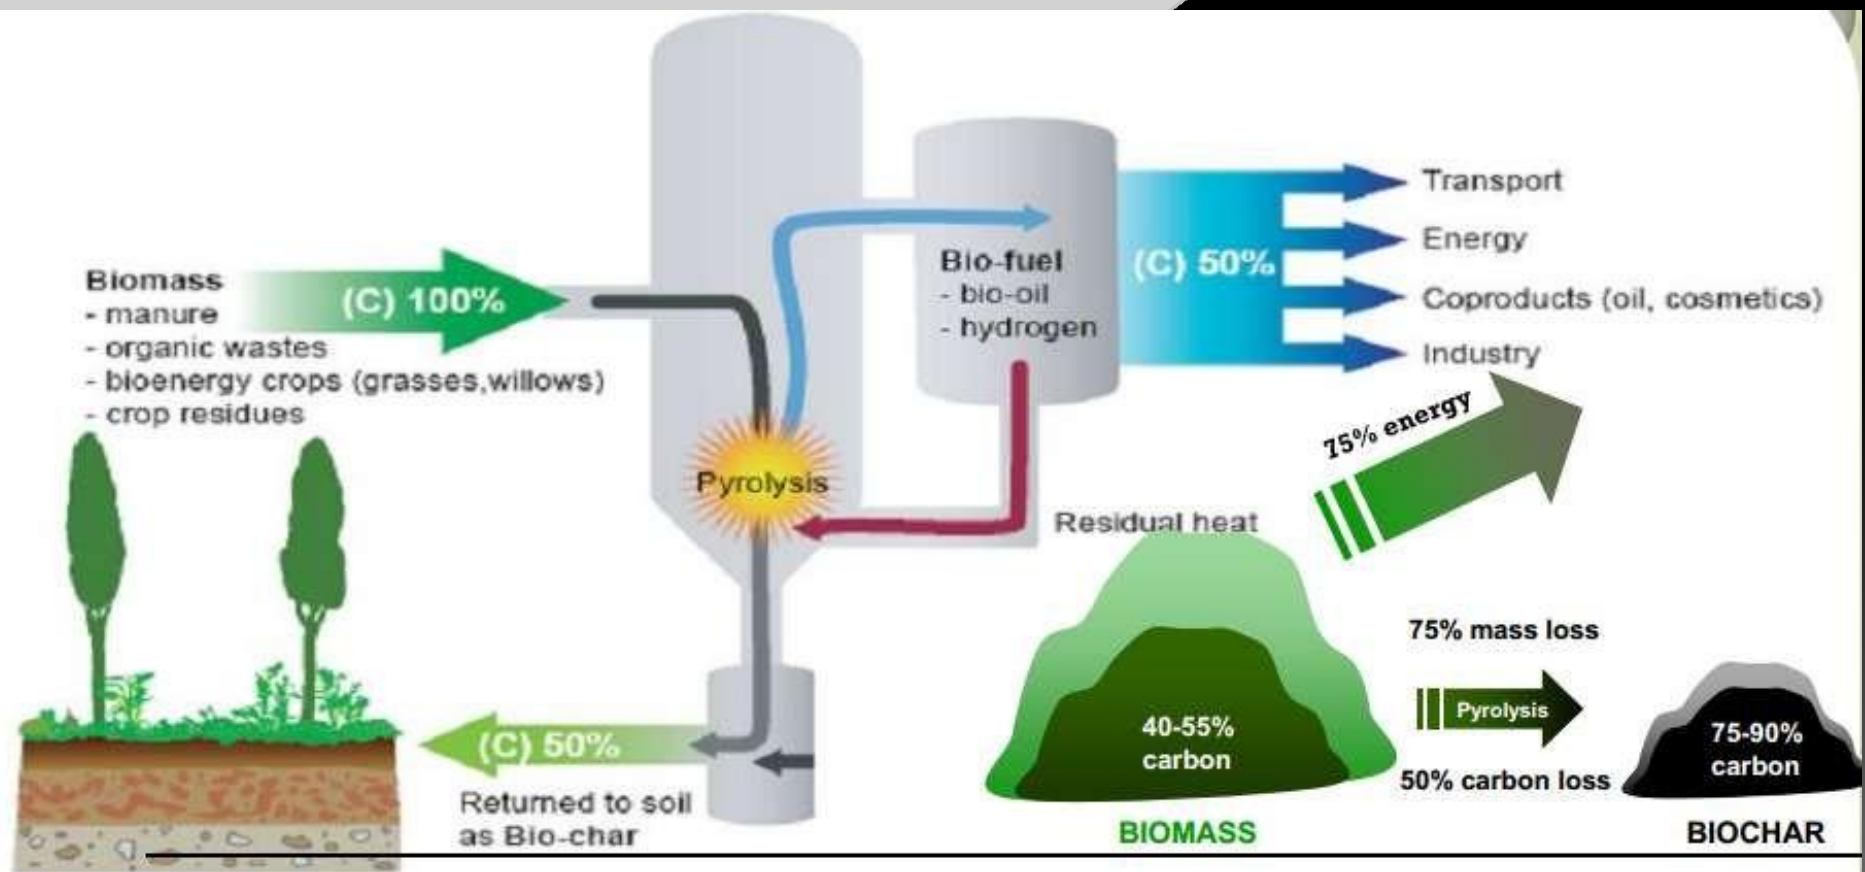 Biomass
- manure
- organic wastes
- bioenergy crops (grasses,willows)
- crop residues
(C) 100%
Pyrolysis
Bio-fuel
- bio-oil
- hydrogen
(C) 50%
Transport
Energy
Coproducts (oil, cosmetics)
Industry
Residual heat
(C) 50%
Returned to soil
as Bio-char
75% energy
40-55%
carbon
BIOMASS
75% mass loss
Pyrolysis
50% carbon loss
75-90%
carbon
BIOCHAR